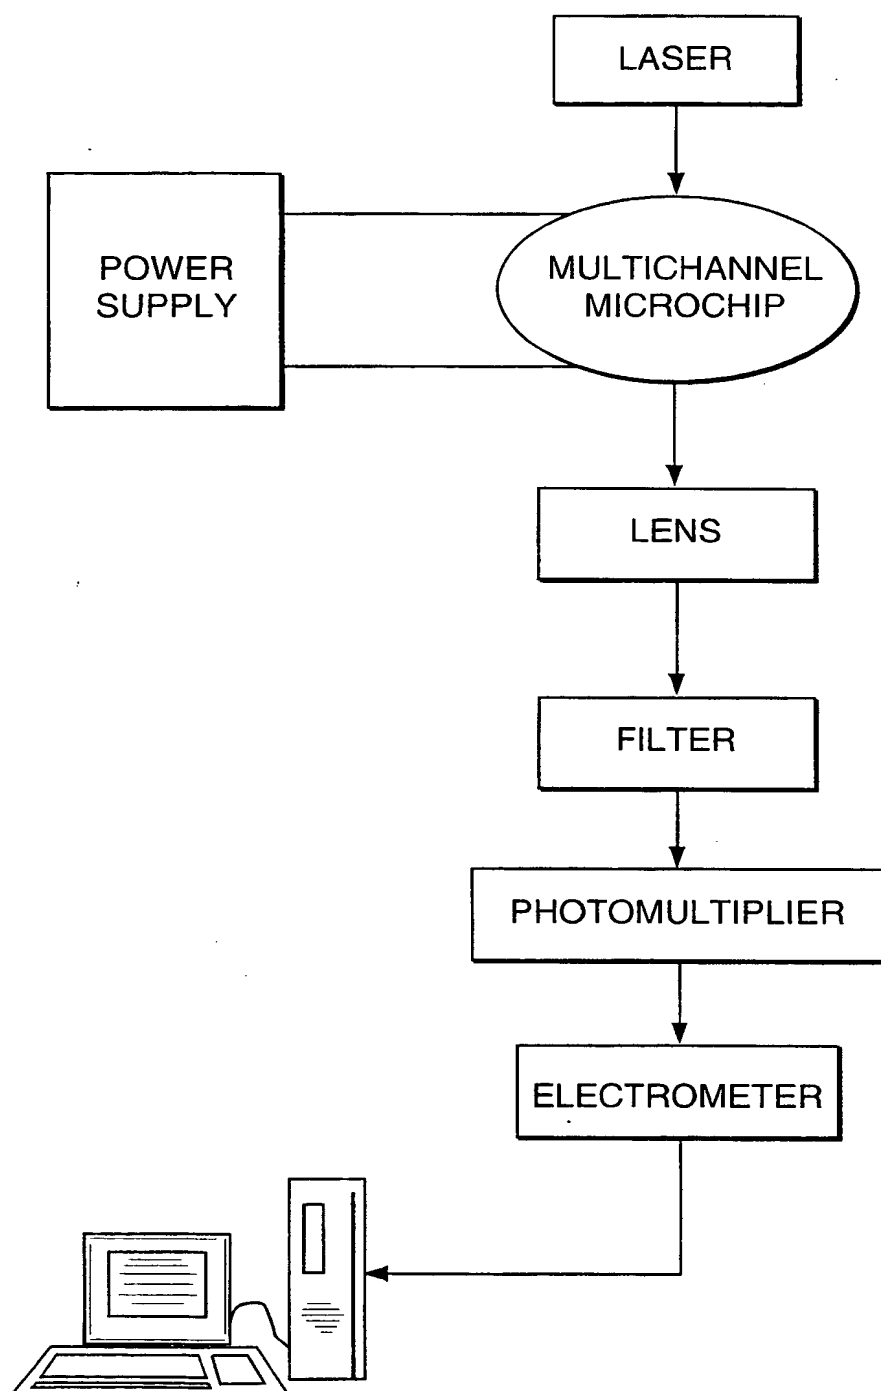 LASER
POWER
SUPPLY
MULTICHANNEL
MICROCHIP
LENS
FILTER
PHOTOMULTIPLIER
ELECTROMETER